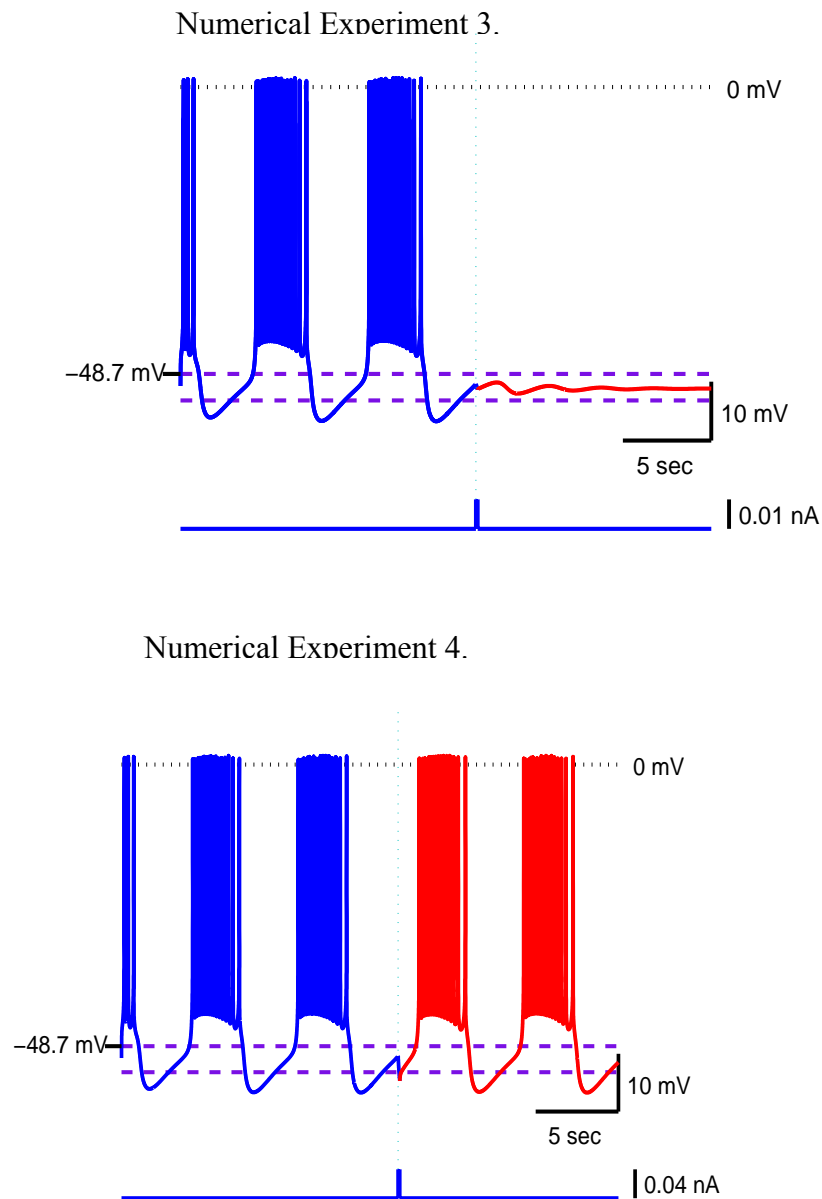 Numerical Experiment 3.
0 mV
−48.7 mV
10 mV
5 sec
0.01 nA
Numerical Experiment 4.
0 mV
−48.7 mV
10 mV
5 sec
0.04 nA